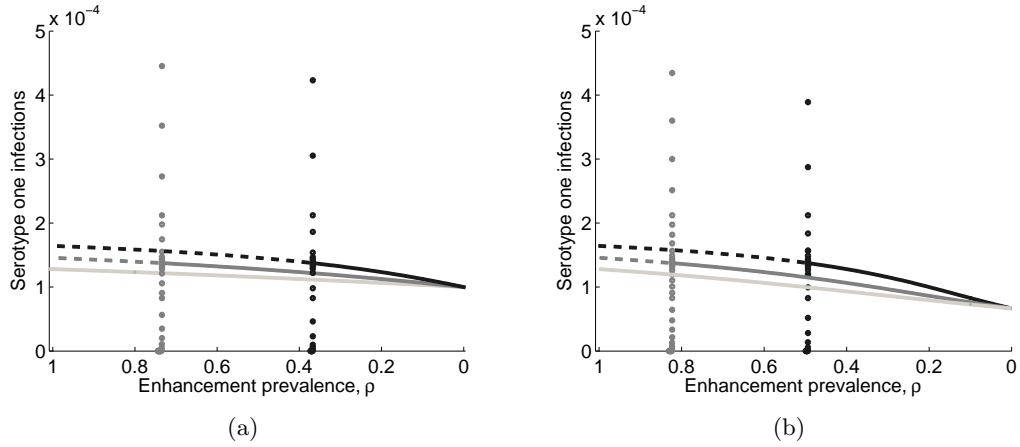 x 10⁻⁴
5
4
3
2
1
0
Serotype one infections
1 0.8 0.6 0.4 0.2 0
Enhancement prevalence, ρ
(a)
x 10⁻⁴
5
4
3
2
1
0
Serotype one infections
1 0.8 0.6 0.4 0.2 0
Enhancement prevalence, ρ
(b)